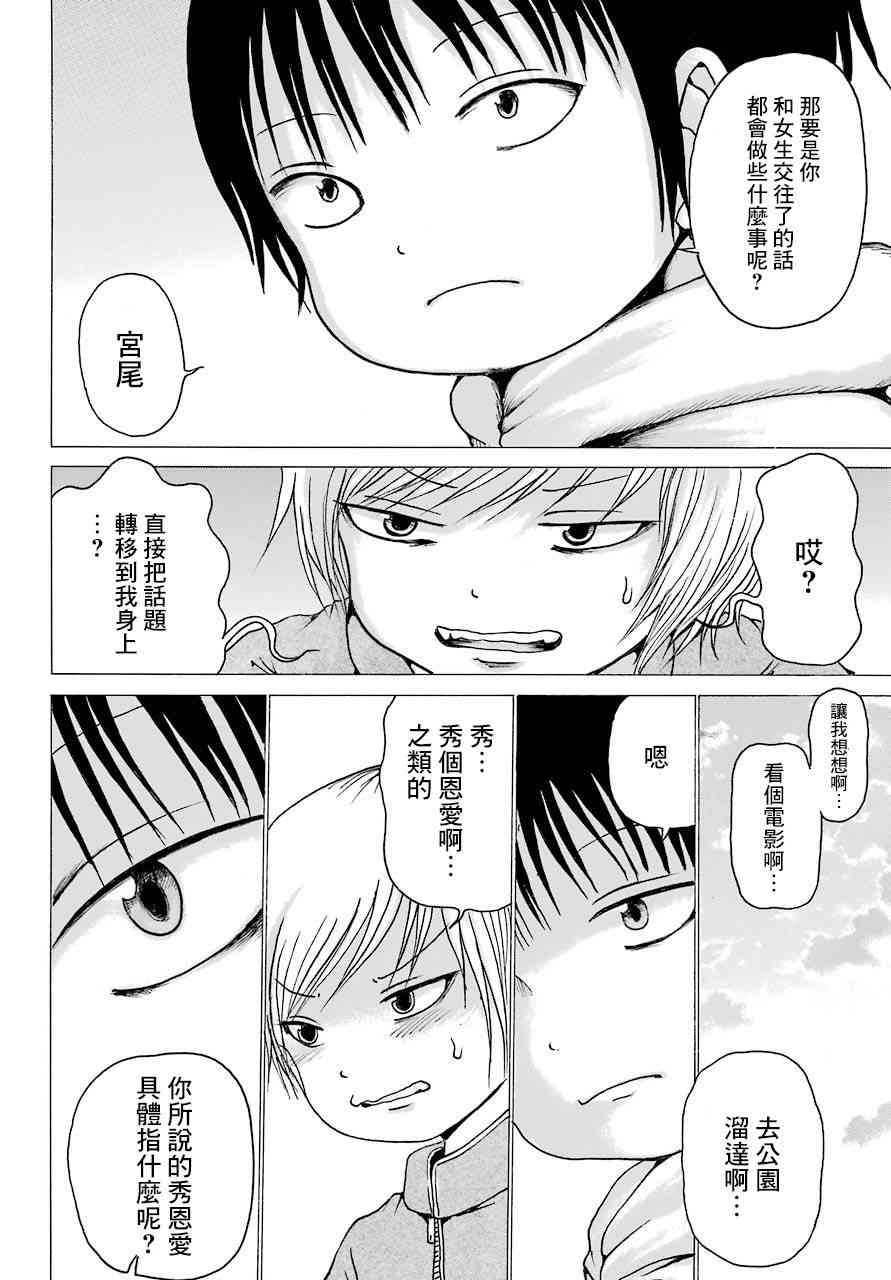 那要是你
和女生交往了的話
都會做些什麼事呢?
宮尾
哎?
直接把話題
轉移到我身上
…?
讓我想想啊…
看個電影啊…
去公園
溜達啊…
嗯
秀…
秀個恩愛啊…
之類的
你所說的秀恩愛
具體指什麼呢?